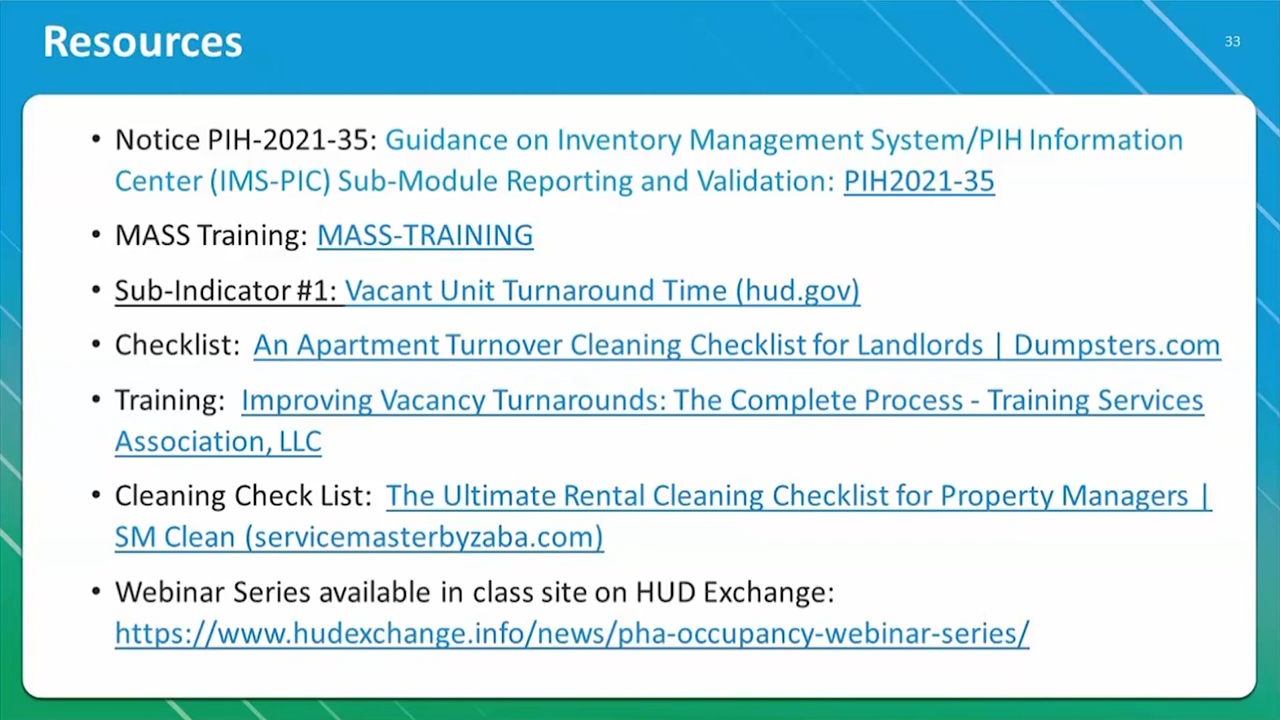 Resources
33
• Notice PIH-2021-35: Guidance on Inventory Management System/PIH Information
Center (IMS-PIC) Sub-Module Reporting and Validation: PIH2021-35
• MASS Training: MASS-TRAINING
• Sub-Indicator #1: Vacant Unit Turnaround Time (hud.gov)
• Checklist: An Apartment Turnover Cleaning Checklist for Landlords | Dumpsters.com
• Training: Improving Vacancy Turnarounds: The Complete Process - Training Services
Association, LLC
• Cleaning Check List: The Ultimate Rental Cleaning Checklist for Property Managers |
SM Clean (servicemasterbyzaba.com)
• Webinar Series available in class site on HUD Exchange:
https://www.hudexchange.info/news/pha-occupancy-webinar-series/